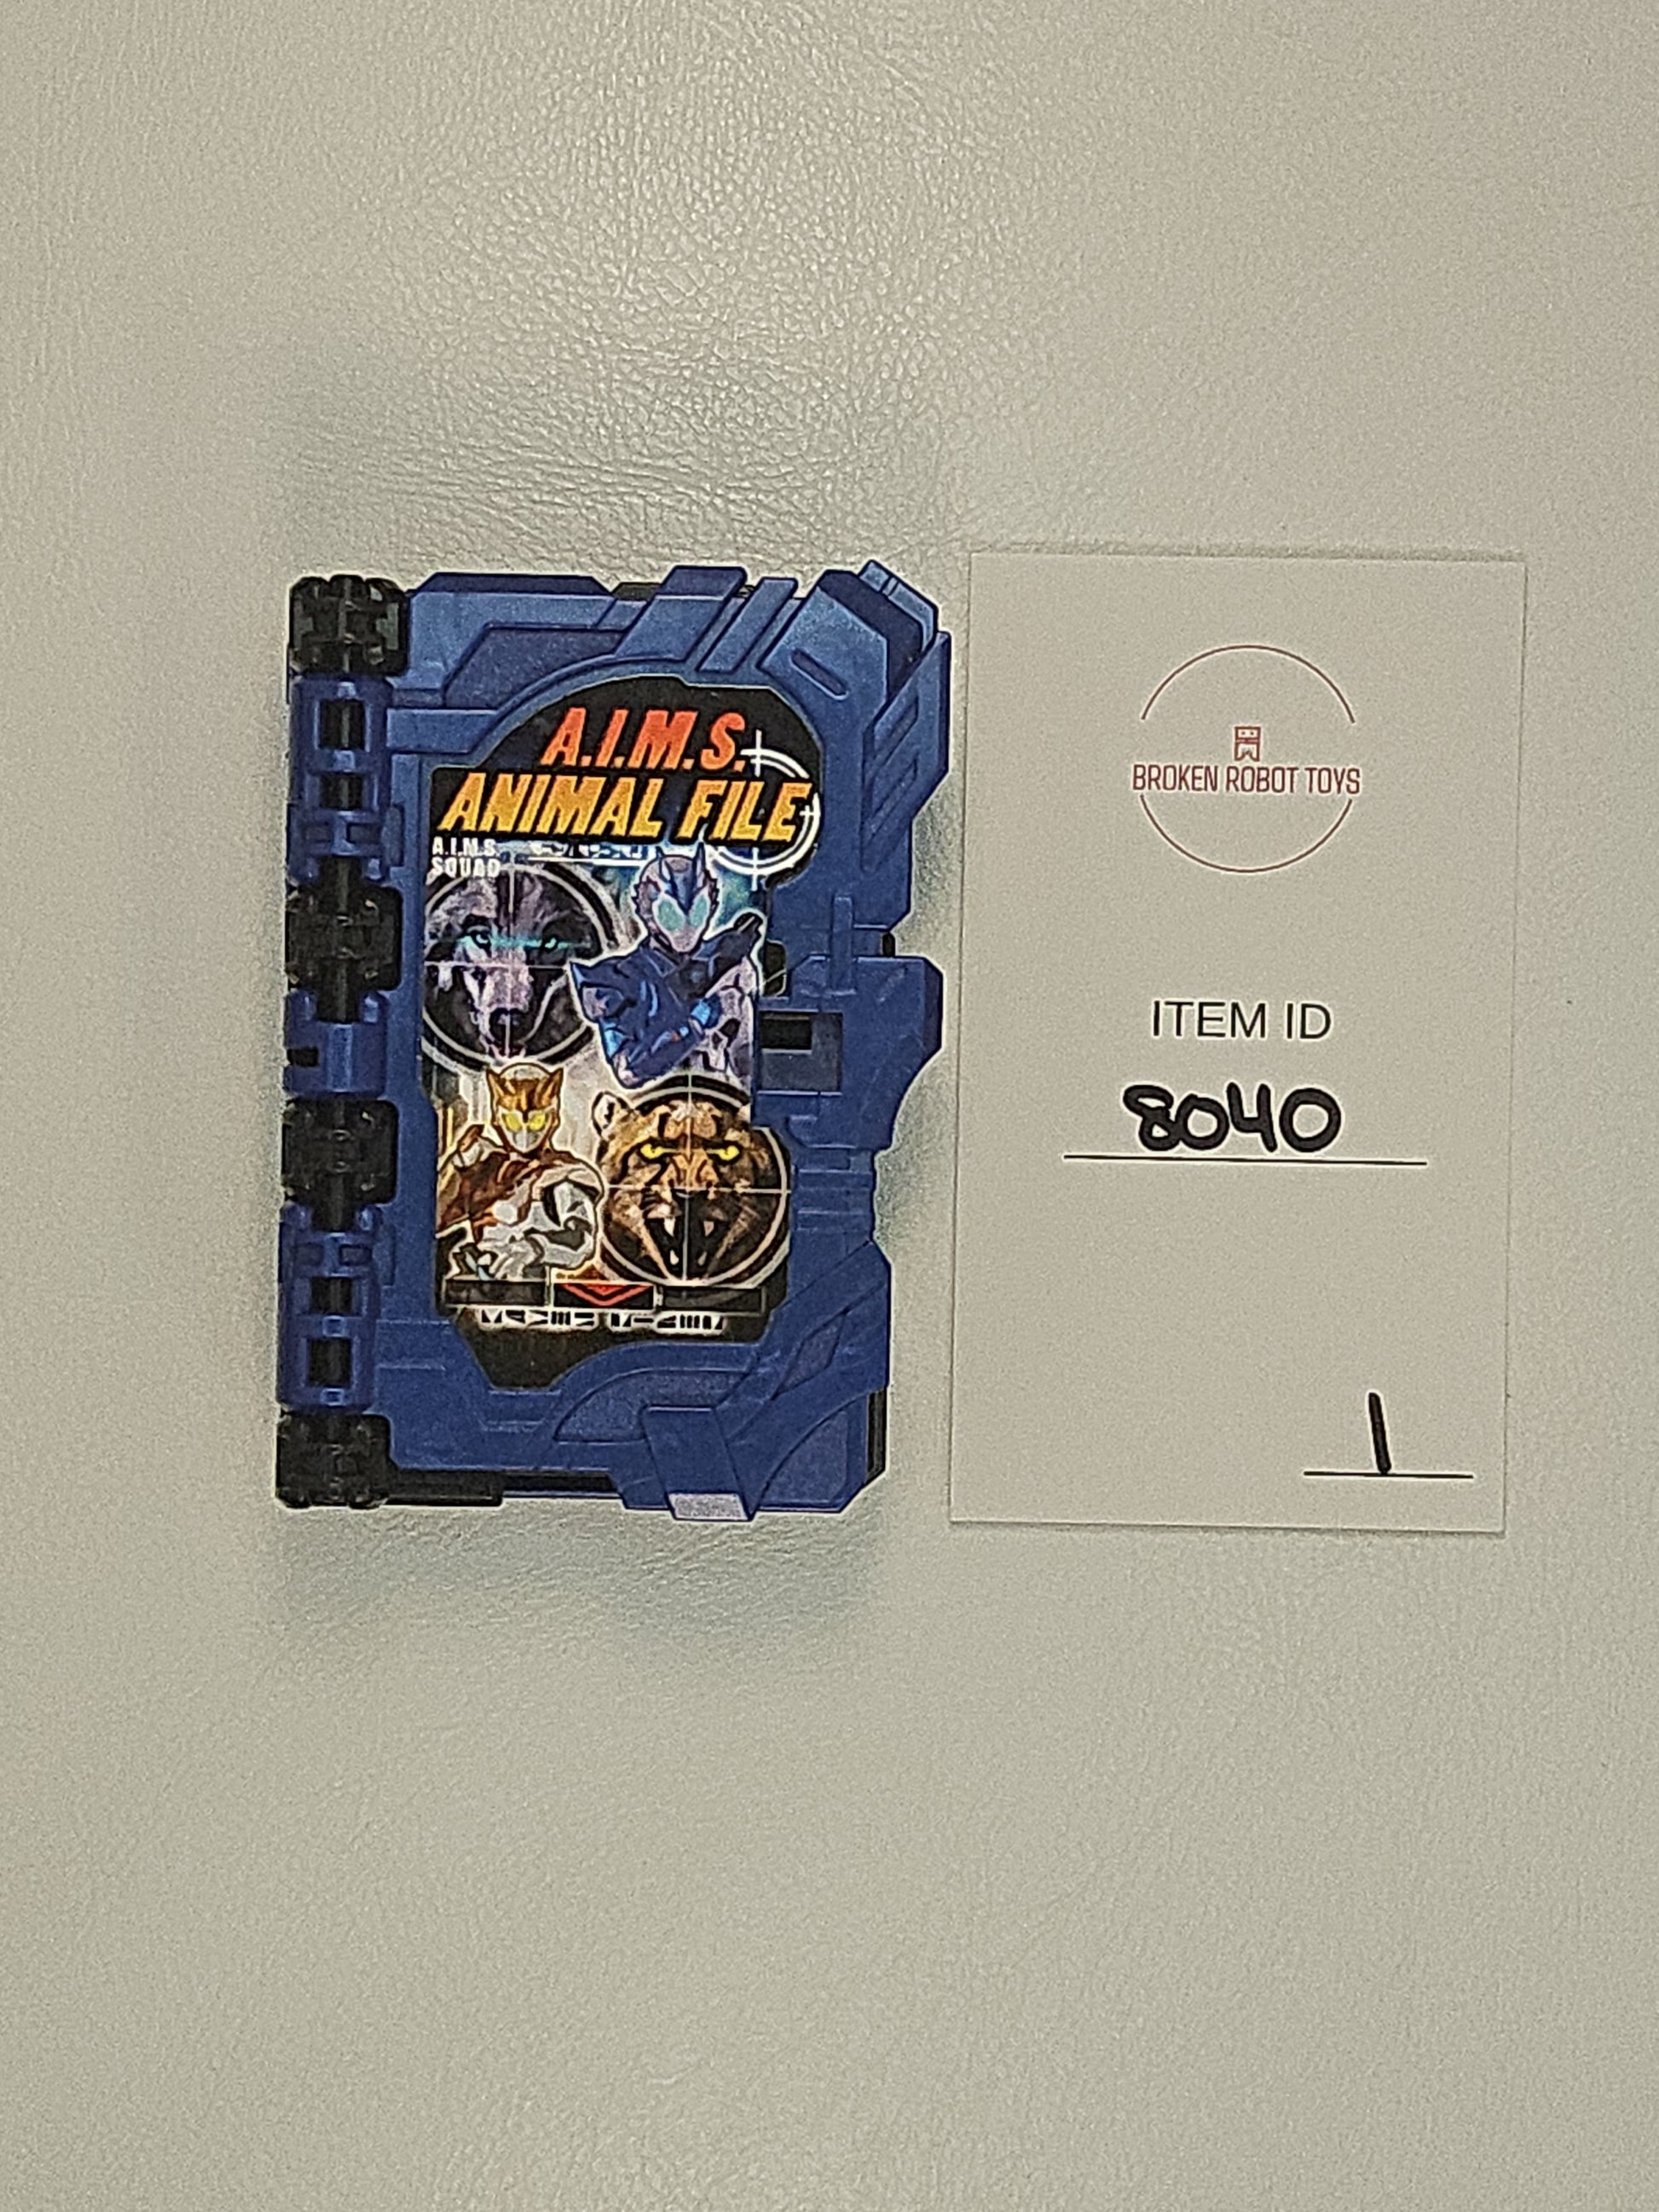 A.I.M.S.
ANIMAL FILE
A.I.M.S.
SQUAD
BROKEN ROBOT TOYS
ITEM ID
8040
1